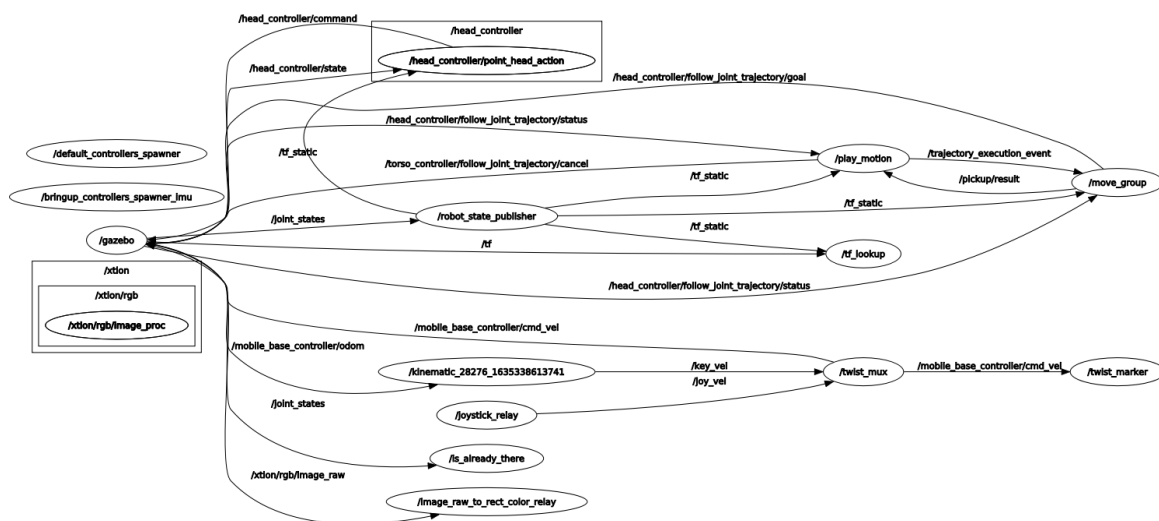 /head_controller/command
/head_controller
/head_controller/point_head_action
/head_controller/state
/head_controller/follow_joint_trajectory/goal
/head_controller/follow_joint_trajectory/status
/default_controllers_spawner
/tf_static
/play_motion
/trajectory_execution_event
/torso_controller/follow_joint_trajectory/cancel
/tf_static
/pickup/result
/move_group
/bringup_controllers_spawner_imu
/joint_states
/robot_state_publisher
/tf_static
/tf_static
/gazebo
/tf
/tf_lookup
/xtion
/head_controller/follow_joint_trajectory/status
/xtion/rgb
/xtion/rgb/image_proc
/mobile_base_controller/cmd_vel
/mobile_base_controller/odom
/kinematic_28276_1635338613741
/key_vel
/joy_vel
/twist_mux
/mobile_base_controller/cmd_vel
/twist_marker
/joint_states
/joystick_relay
/is_already_there
/xtion/rgb/image_raw
/image_raw_to_rect_color_relay